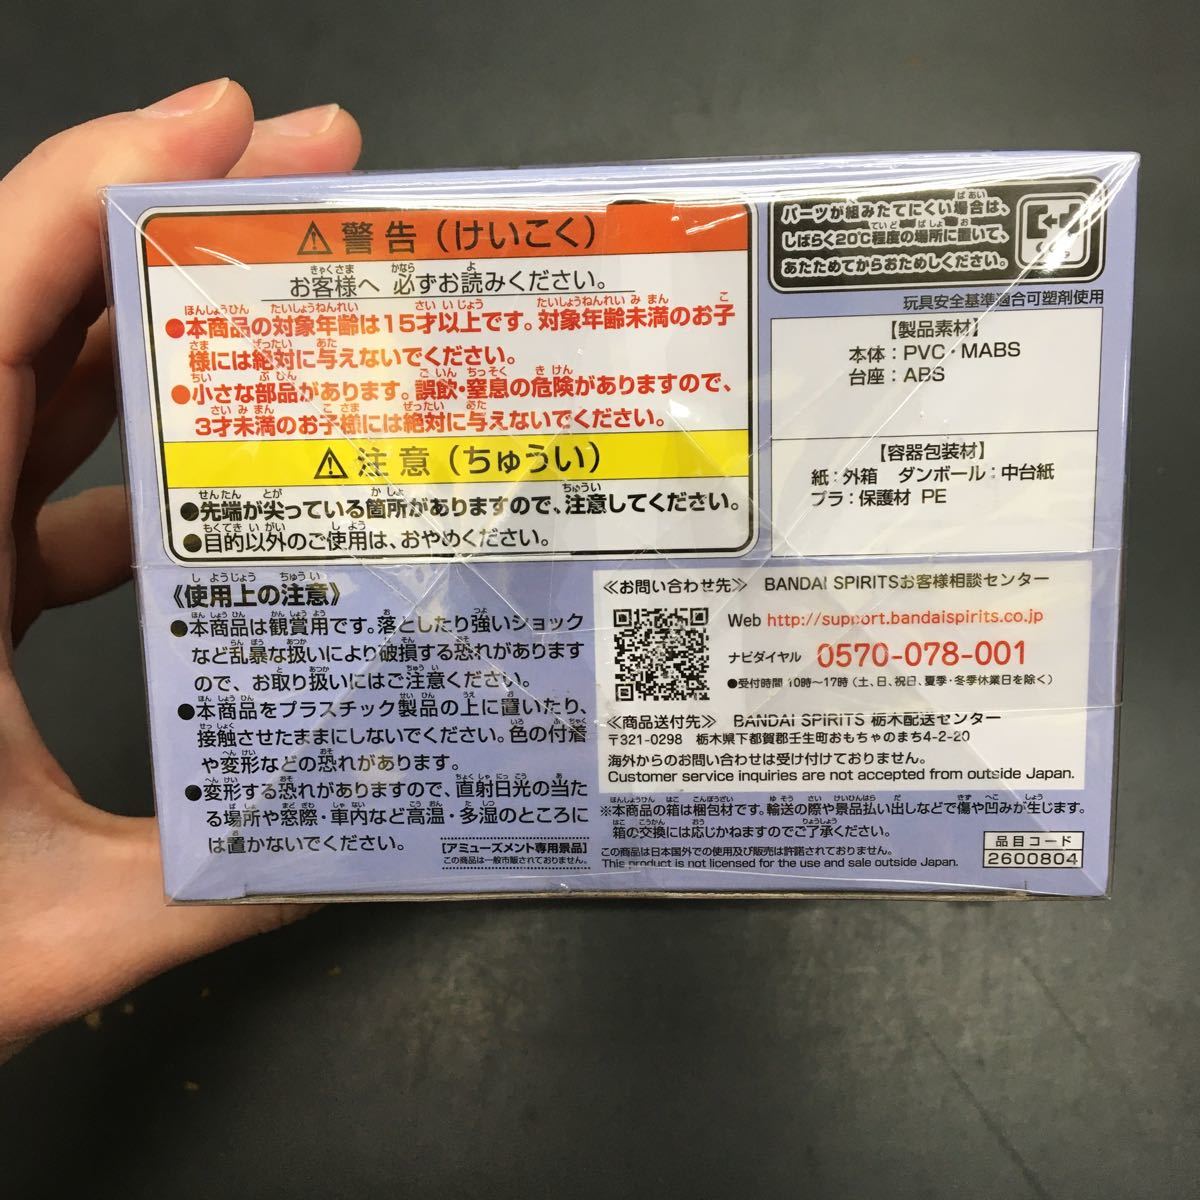 ⚠警告(けいこく)
お客様へ 必ずお読みください。
●本商品の対象年齢は15才以上です。対象年齢未満のお子
様には絶対に与えないでください。
●小さな部品があります。誤飲・窒息の危険がありますので、
3才未満のお子様には絶対に与えないでください。
⚠注意(ちゅうい)
●先端が尖っている箇所がありますので、注意してください。
●目的以外のご使用は、おやめください。
《使用上の注意》
●本商品は観賞用です。落としたり強いショック
など乱暴な扱いにより破損する恐れがあります
ので、お取り扱いにはご注意ください。
●本商品をプラスチック製品の上に置いたり、
接触させたままにしないでください。色の付着
や変形などの恐れがあります。
●変形する恐れがありますので、直射日光の当た
る場所や窓際・車内など高温・多湿のところに
は置かないでください。
【アミューズメント専用景品】
この商品は一般市販されておりません。
パーツが組みたてにくい場合は、
しばらく20℃程度の場所に置いて、
あたためてからおためしください。
玩具安全基準適合可塑剤使用
【製品素材】
本体:PVC・MABS
台座:ABS
【容器包装材】
紙:外箱 ダンボール:中台紙
プラ:保護材 PE
≪お問い合わせ先≫ BANDAI SPIRITSお客様相談センター
Web http://support.bandaispirits.co.jp
ナビダイヤル 0570-078-001
●受付時間 10時~17時(土、日、祝日、夏季・冬季休業日を除く)
≪商品送付先≫ BANDAI SPIRITS 栃木配送センター
〒321-0298 栃木県下都賀郡壬生町おもちゃのまち4-2-20
海外からのお問い合わせは受け付けておりません。
Customer service inquiries are not accepted from outside Japan.
※本商品の箱は梱包材です。輸送の際や景品払い出しなどで傷や凹みが生じます。
箱の交換には応じかねますのでご了承ください。
この商品は日本国外での使用及び販売は許諾されておりません。
This product is not licensed for the use and sale outside Japan.
品目コード
2600804